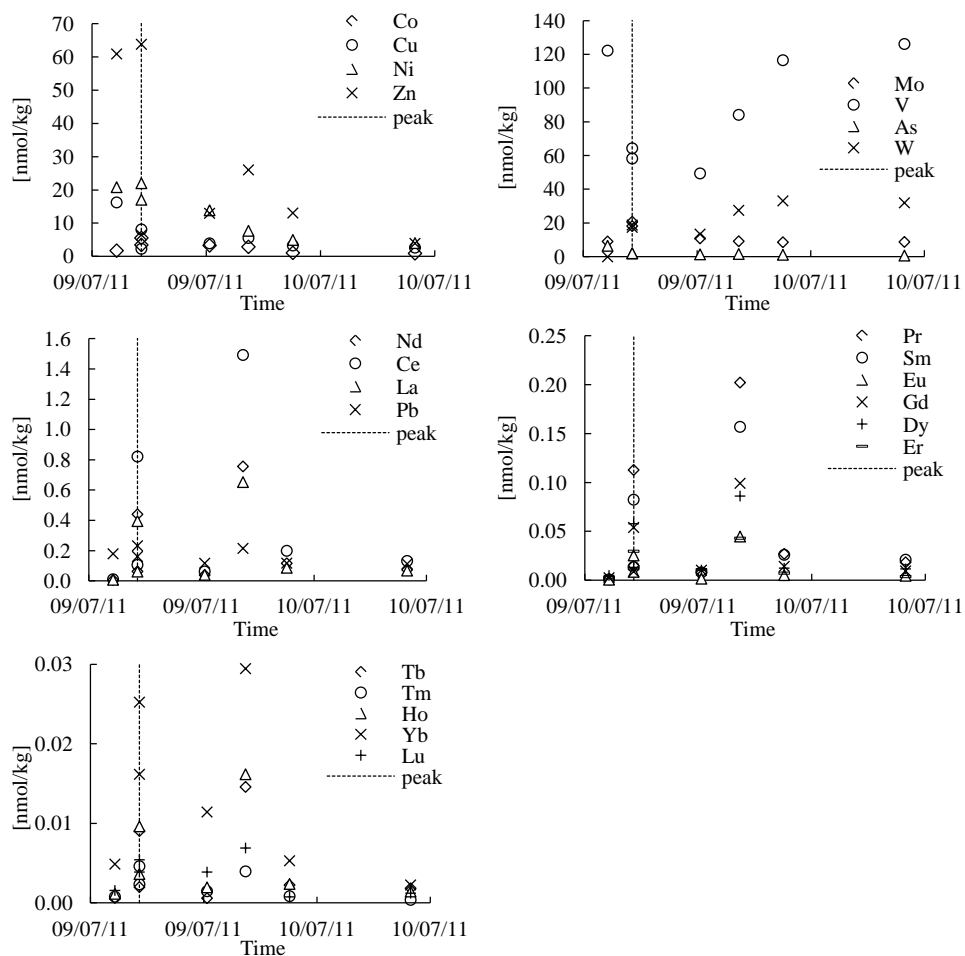 70
60
50
40
30
20
10
0
[nmol/kg]
Co
Cu
Ni
Zn
peak
09/07/11 09/07/11 10/07/11 10/07/11
Time
140
120
100
80
60
40
20
0
[nmol/kg]
Mo
V
As
W
peak
09/07/11 09/07/11 10/07/11 10/07/11
Time
1.6
1.4
1.2
1.0
0.8
0.6
0.4
0.2
0.0
[nmol/kg]
Nd
Ce
La
Pb
peak
09/07/11 09/07/11 10/07/11 10/07/11
Time
0.25
0.20
0.15
0.10
0.05
0.00
[nmol/kg]
Pr
Sm
Eu
Gd
Dy
Er
peak
09/07/11 09/07/11 10/07/11 10/07/11
Time
0.03
0.02
0.01
0.00
[nmol/kg]
Tb
Tm
Ho
Yb
Lu
peak
09/07/11 09/07/11 10/07/11 10/07/11
Time